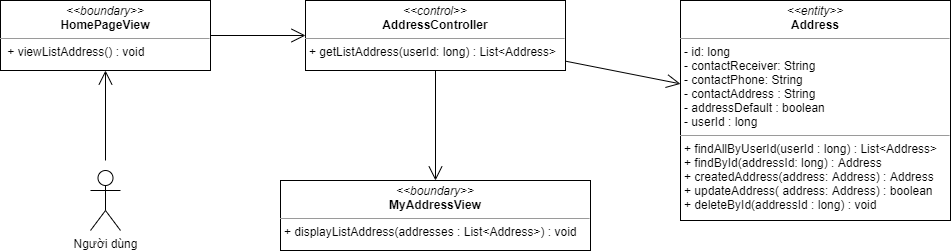 <<boundary>>
HomePageView
+ viewListAddress() : void
<<control>>
AddressController
+ getListAddress(userId: long) : List<Address>
<<entity>>
Address
- id: long
- contactReceiver: String
- contactPhone: String
- contactAddress : String
- addressDefault : boolean
- userId : long
+ findAllByUserId(userId : long) : List<Address>
+ findById(addressId: long) : Address
+ createdAddress(address: Address) : Address
+ updateAddress( address: Address) : boolean
+ deleteById(addressId : long) : void
<<boundary>>
MyAddressView
+ displayListAddress(addresses : List<Address>) : void
Người dùng